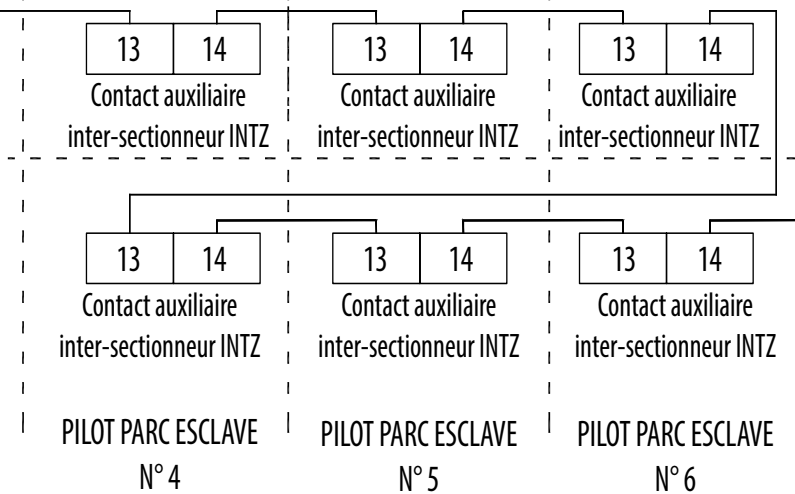 13 14 13 14 13 14
Contact auxiliaire Contact auxiliaire Contact auxiliaire
inter-sectionneur INTZ inter-sectionneur INTZ inter-sectionneur INTZ
13 14 13 14 13 14
Contact auxiliaire Contact auxiliaire Contact auxiliaire
inter-sectionneur INTZ inter-sectionneur INTZ inter-sectionneur INTZ
PILOT PARC ESCLAVE PILOT PARC ESCLAVE PILOT PARC ESCLAVE
N° 4 N° 5 N° 6